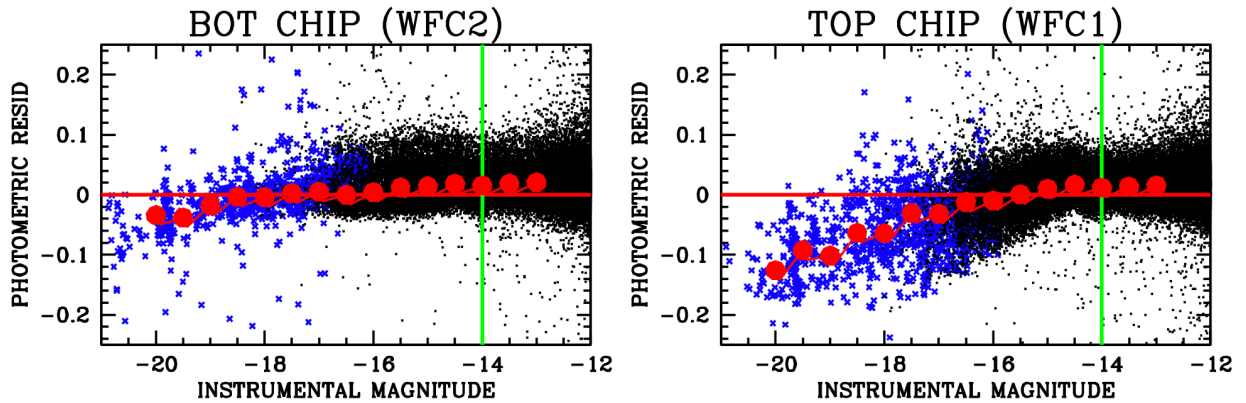 BOT CHIP (WFC2)
PHOTOMETRIC RESID
0.2
0.1
0
-0.1
-0.2
-20 -18 -16 -14 -12
INSTRUMENTAL MAGNITUDE
TOP CHIP (WFC1)
PHOTOMETRIC RESID
0.2
0.1
0
-0.1
-0.2
-20 -18 -16 -14 -12
INSTRUMENTAL MAGNITUDE